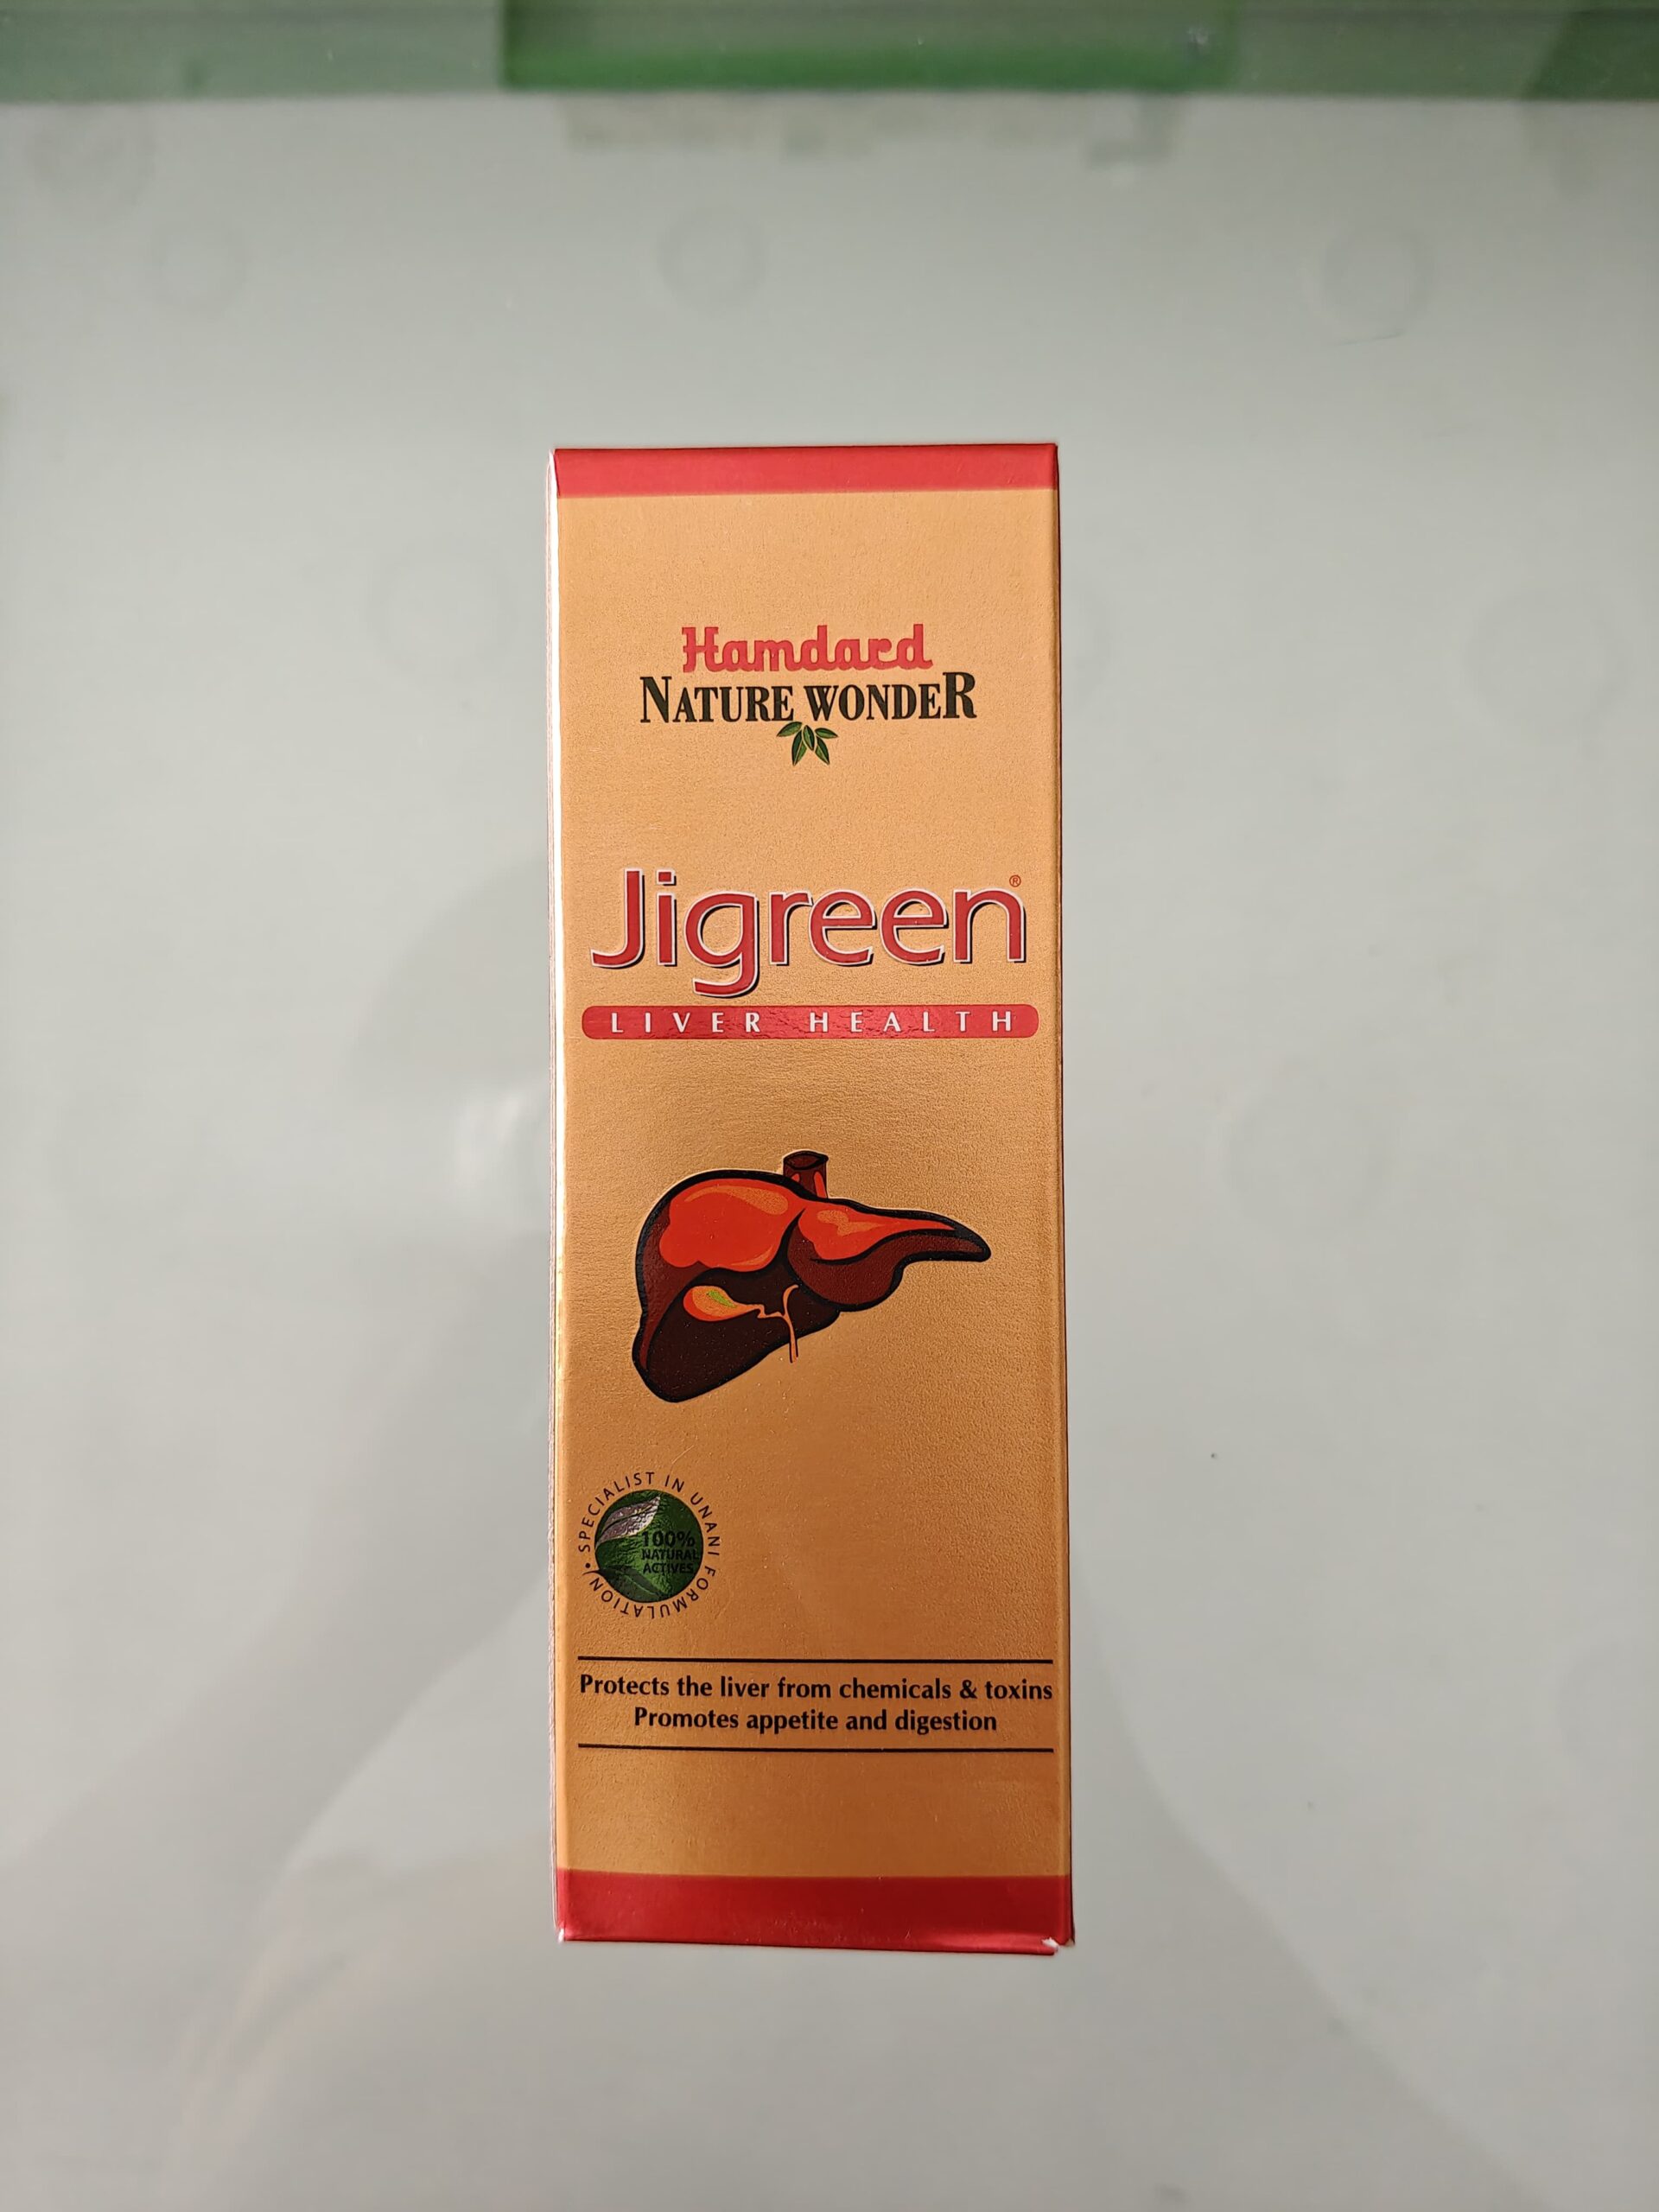 Hamdard
NATURE WONDER
Jigreen®
LIVER HEALTH
• SPECIALIST IN UNANI FORMULATION
100%
NATURAL
ACTIVES
Protects the liver from chemicals & toxins
Promotes appetite and digestion